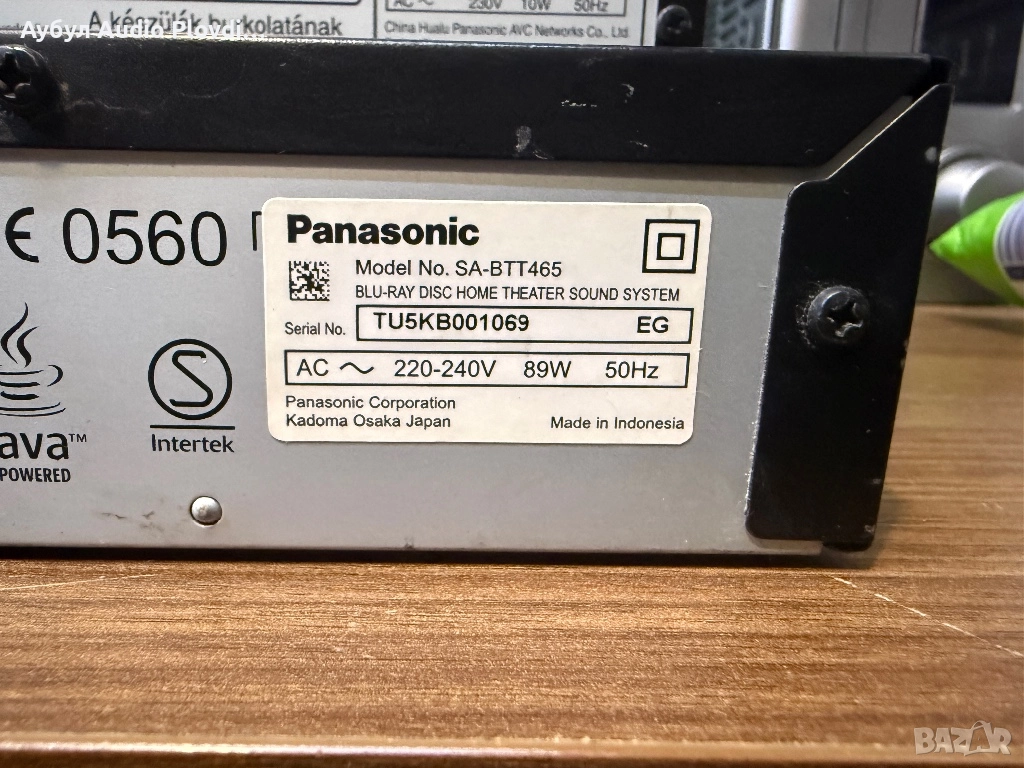 AC ～ 230V 10W 50Hz
A készülék burkolatának
China Hualu Panasonic AVC Networks Co., Ltd.
Аубул Audio Plovdi
CE 0560
Panasonic
Model No. SA-BTT465
BLU-RAY DISC HOME THEATER SOUND SYSTEM
Serial No. TU5KB001069 EG
AC ～ 220-240V 89W 50Hz
Panasonic Corporation
Kadoma Osaka Japan
Made in Indonesia
S
Intertek
ava™
POWERED
BAZAR